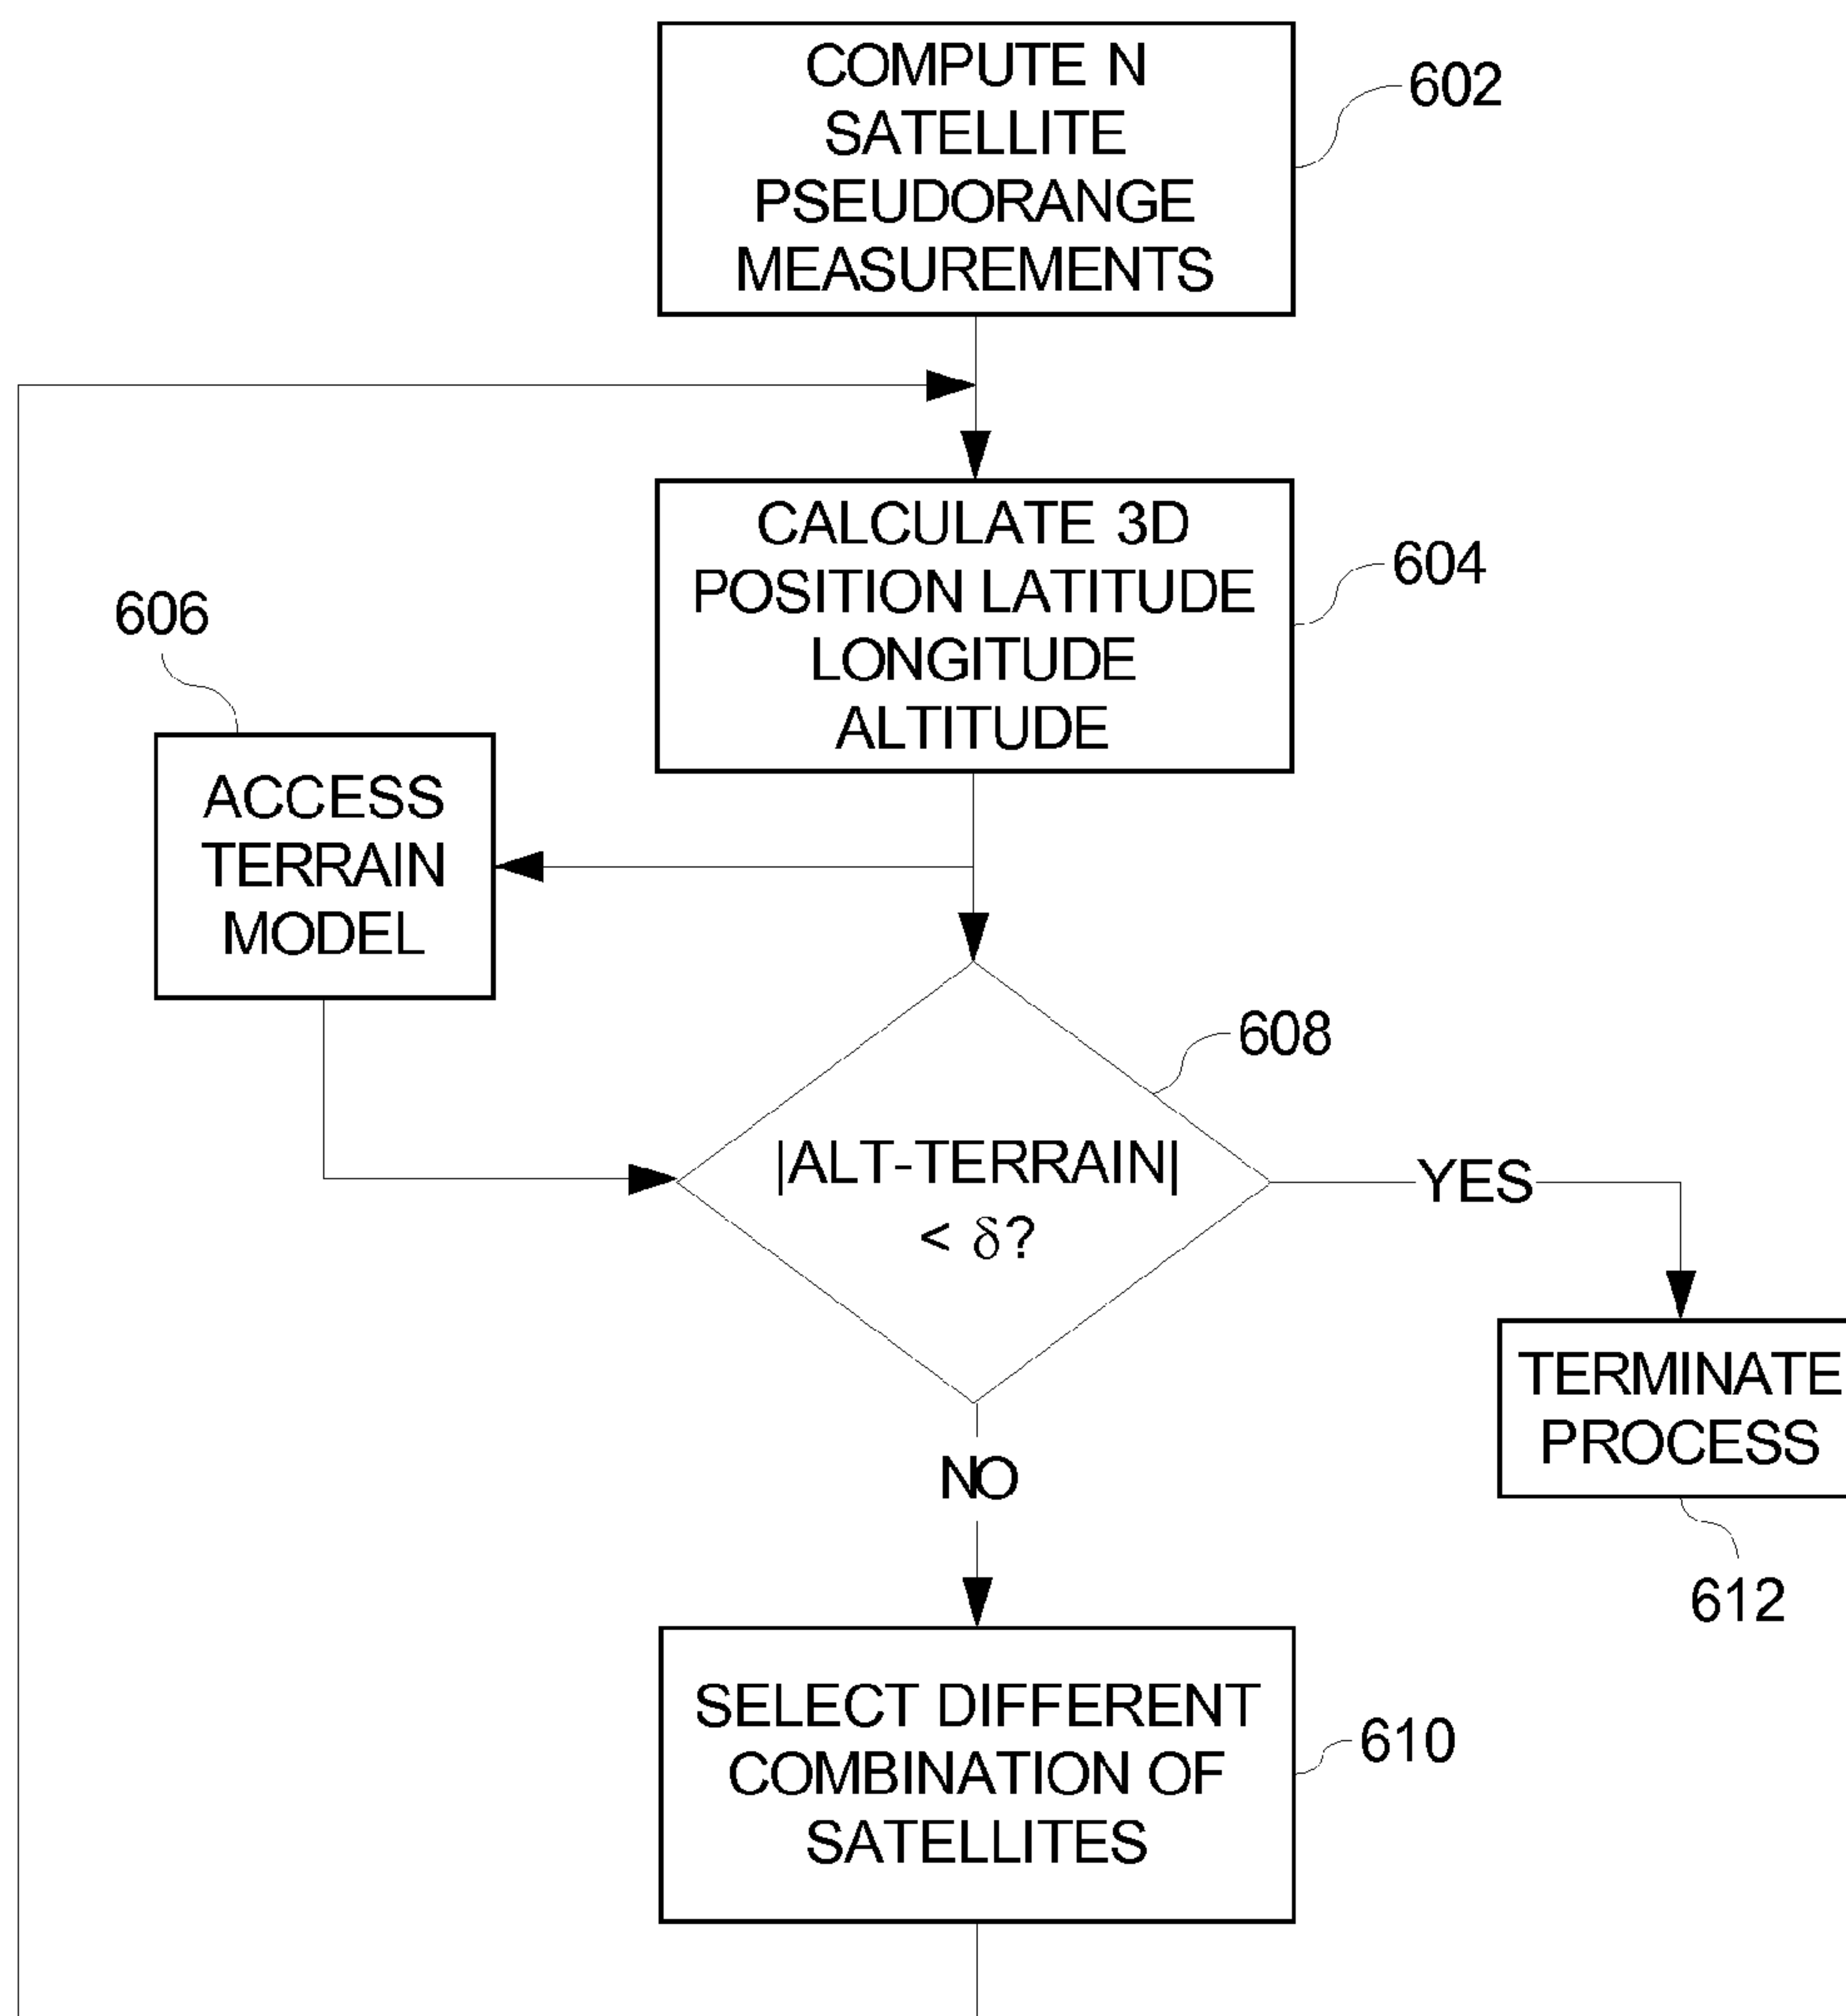 COMPUTE N
SATELLITE
PSEUDORANGE
MEASUREMENTS
602
CALCULATE 3D
POSITION LATITUDE
LONGITUDE
ALTITUDE
604
606
ACCESS
TERRAIN
MODEL
608
|ALT-TERRAIN|
< δ?
YES
TERMINATE
PROCESS
612
NO
SELECT DIFFERENT
COMBINATION OF
SATELLITES
610